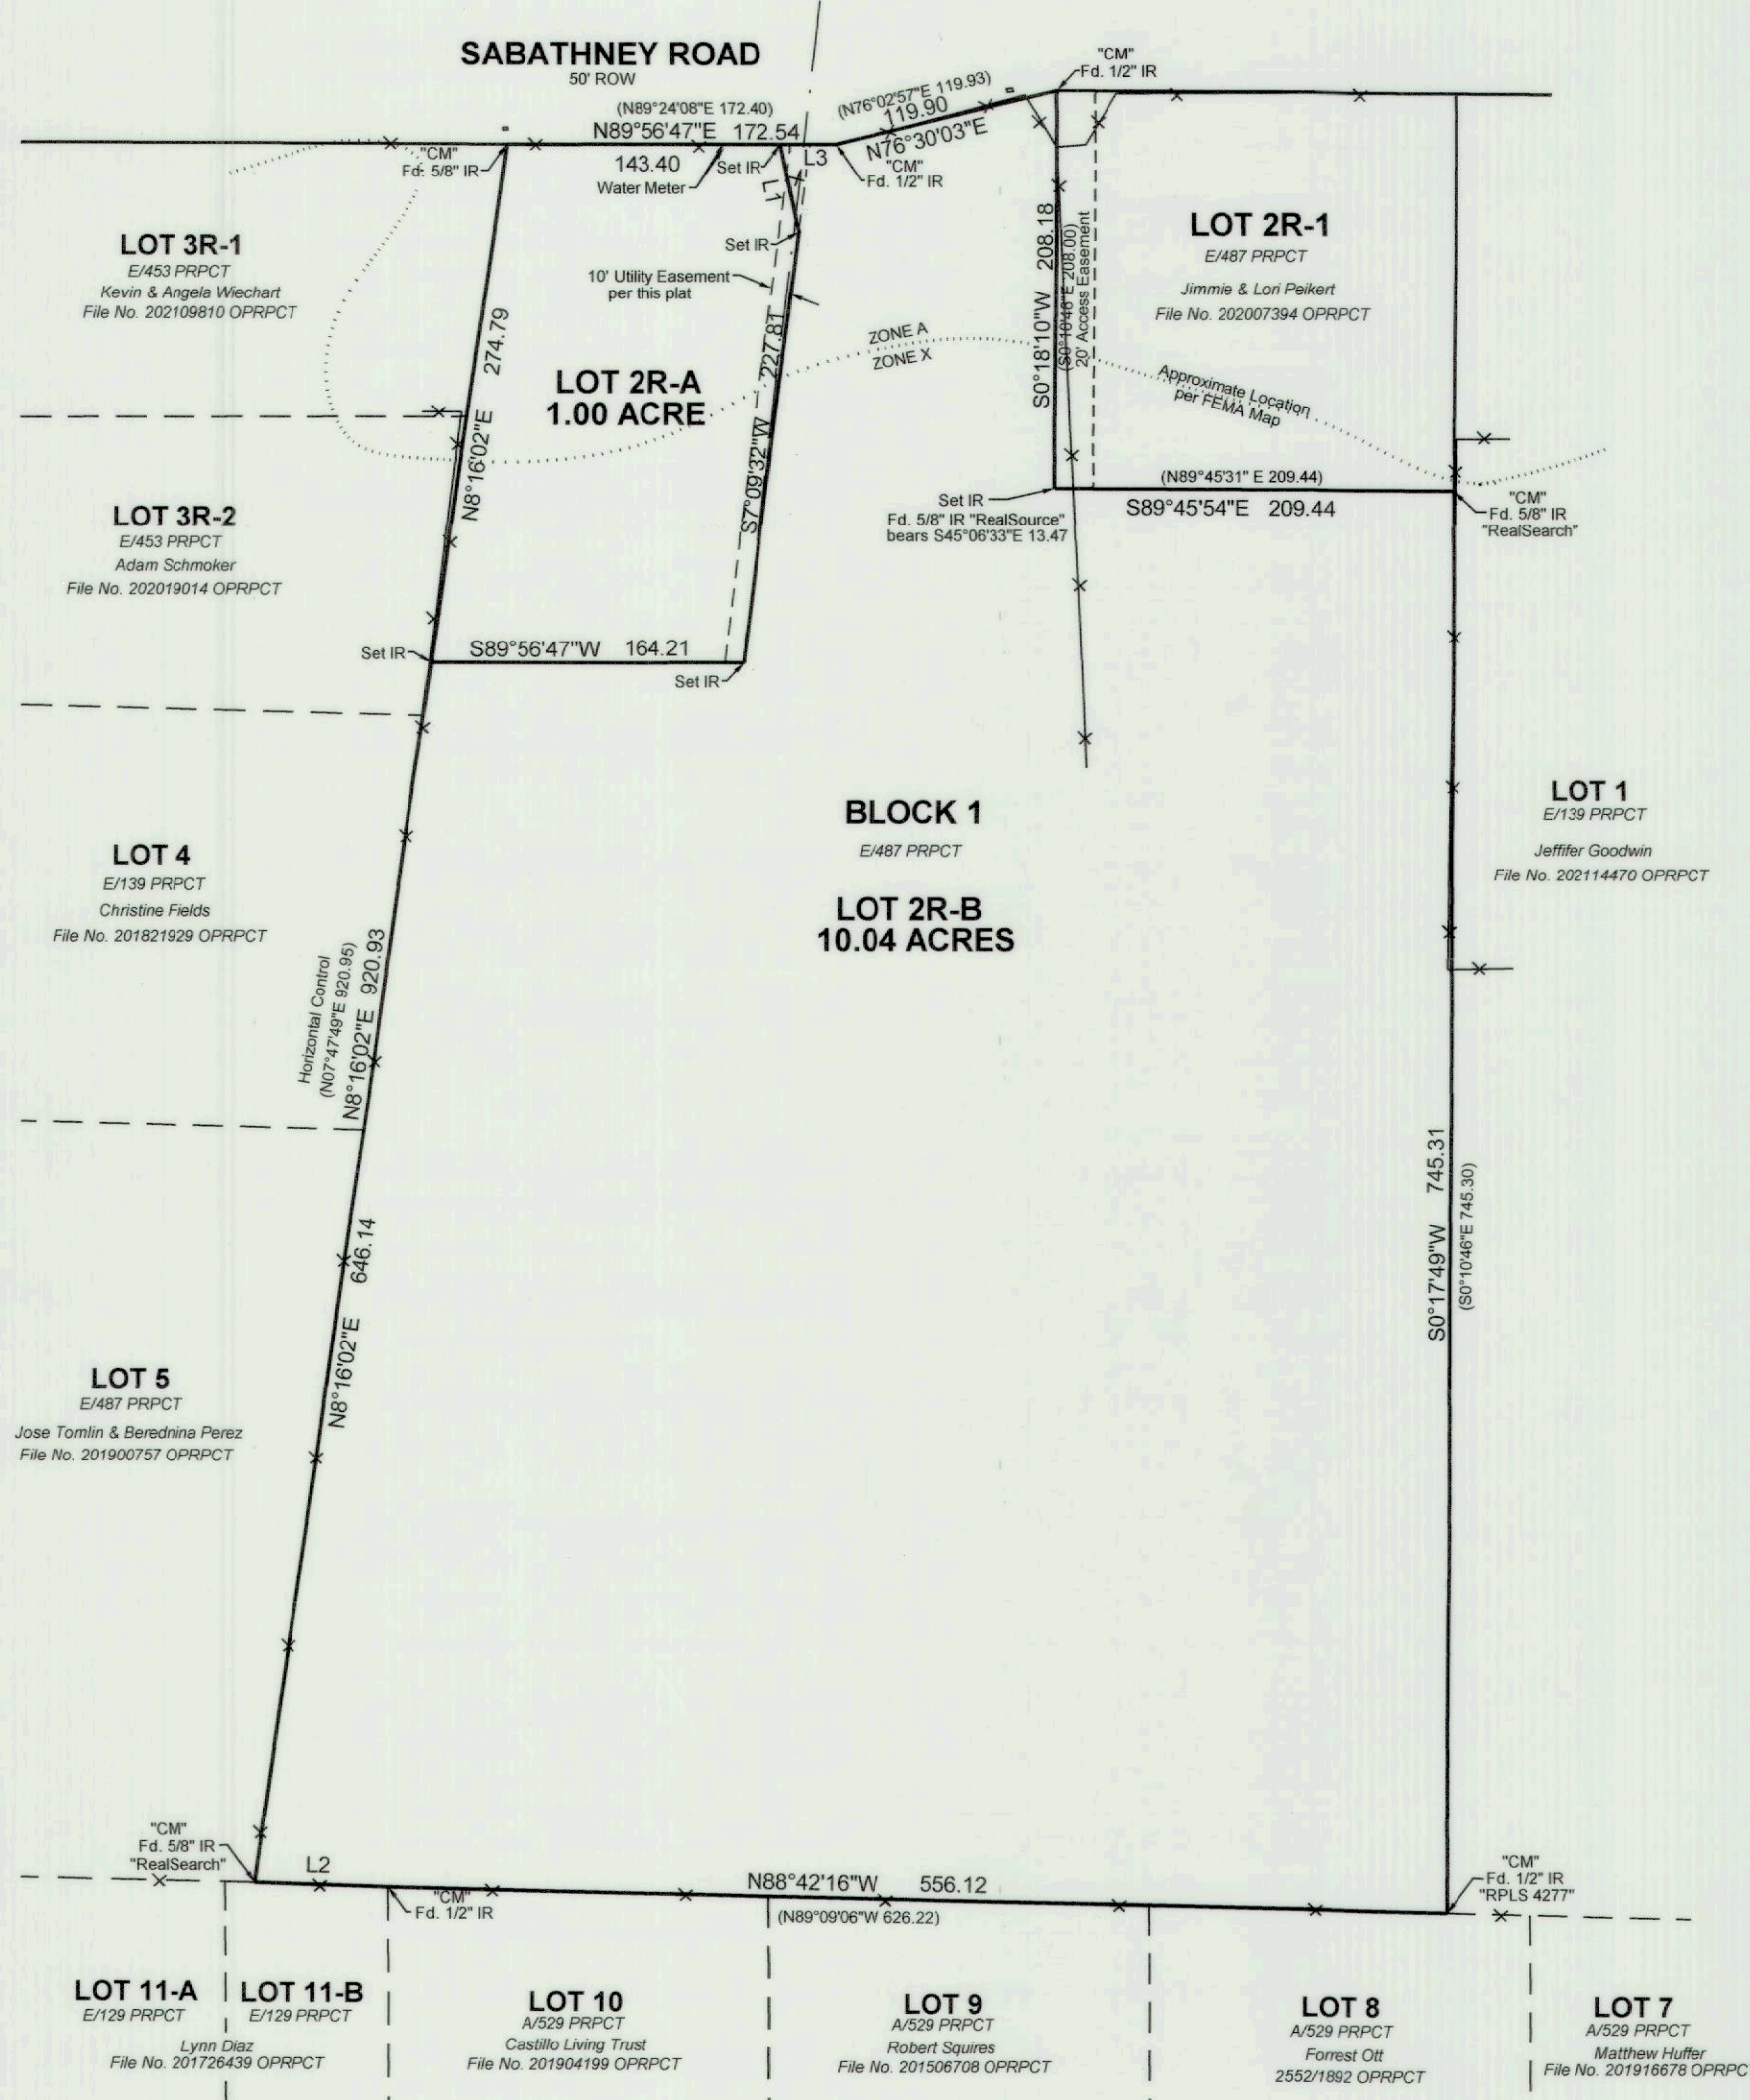 SABATHNEY ROAD
50' ROW
(N89°24'08"E 172.40)
N89°56'47"E 172.54
143.40
Water Meter
"CM"
Fd. 5/8" IR
Set IR
L3
L1
(N76°02'57"E 119.93)
119.90
N76°30'03"E
"CM"
Fd. 1/2" IR
"CM"
Fd. 1/2" IR
LOT 3R-1
E/453 PRPCT
Kevin & Angela Wiechart
File No. 202109810 OPRPCT
Set IR
10' Utility Easement
per this plat
LOT 2R-A
1.00 ACRE
N8°16'02"E 274.79
S7°09'32"W 227.81
ZONE A
ZONE X
S0°18'10"W 208.18
(S0°10'46"E 208.00)
20' Access Easement
LOT 2R-1
E/487 PRPCT
Jimmie & Lori Peikert
File No. 202007394 OPRPCT
Approximate Location
per FEMA Map
(N89°45'31" E 209.44)
S89°45'54"E 209.44
Set IR
Fd. 5/8" IR "RealSource"
bears S45°06'33"E 13.47
"CM"
Fd. 5/8" IR
"RealSearch"
LOT 3R-2
E/453 PRPCT
Adam Schmoker
File No. 202019014 OPRPCT
Set IR
S89°56'47"W 164.21
Set IR
BLOCK 1
E/487 PRPCT
LOT 2R-B
10.04 ACRES
LOT 1
E/139 PRPCT
Jeffifer Goodwin
File No. 202114470 OPRPCT
LOT 4
E/139 PRPCT
Christine Fields
File No. 201821929 OPRPCT
Horizontal Control
(N07°47'49"E 920.95)
N8°16'02"E 920.93
N8°16'02"E 646.14
S0°17'49"W 745.31
(S0°10'46"E 745.30)
LOT 5
E/487 PRPCT
Jose Tomlin & Berednina Perez
File No. 201900757 OPRPCT
"CM"
Fd. 5/8" IR
"RealSearch"
L2
"CM"
Fd. 1/2" IR
N88°42'16"W 556.12
(N89°09'06"W 626.22)
"CM"
Fd. 1/2" IR
"RPLS 4277"
LOT 11-A
E/129 PRPCT
LOT 11-B
E/129 PRPCT
Lynn Diaz
File No. 201726439 OPRPCT
LOT 10
A/529 PRPCT
Castillo Living Trust
File No. 201904199 OPRPCT
LOT 9
A/529 PRPCT
Robert Squires
File No. 201506708 OPRPCT
LOT 8
A/529 PRPCT
Forrest Ott
2552/1892 OPRPCT
LOT 7
A/529 PRPCT
Matthew Huffer
File No. 201916678 OPRPC